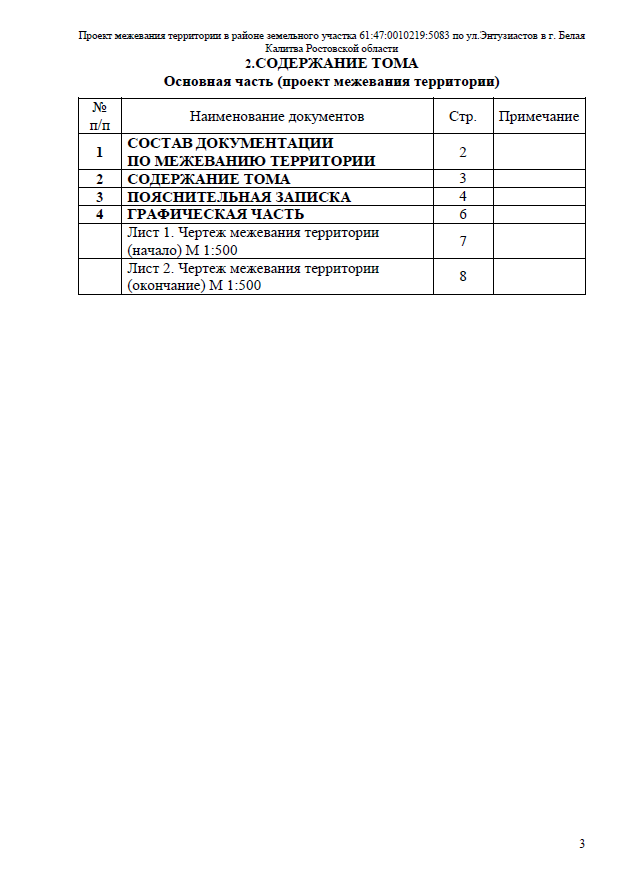 Проект межевания территории в районе земельного участка 61:47:0010219:5083 по ул.Энтузиастов в г. Белая
Калитва Ростовской области
2.СОДЕРЖАНИЕ ТОМА
Основная часть (проект межевания территории)
№
п/п
Наименование документов
Стр.
Примечание
1
СОСТАВ ДОКУМЕНТАЦИИ
ПО МЕЖЕВАНИЮ ТЕРРИТОРИИ
2
2
СОДЕРЖАНИЕ ТОМА
3
3
ПОЯСНИТЕЛЬНАЯ ЗАПИСКА
4
4
ГРАФИЧЕСКАЯ ЧАСТЬ
6
Лист 1. Чертеж межевания территории
(начало) М 1:500
7
Лист 2. Чертеж межевания территории
(окончание) М 1:500
8
3